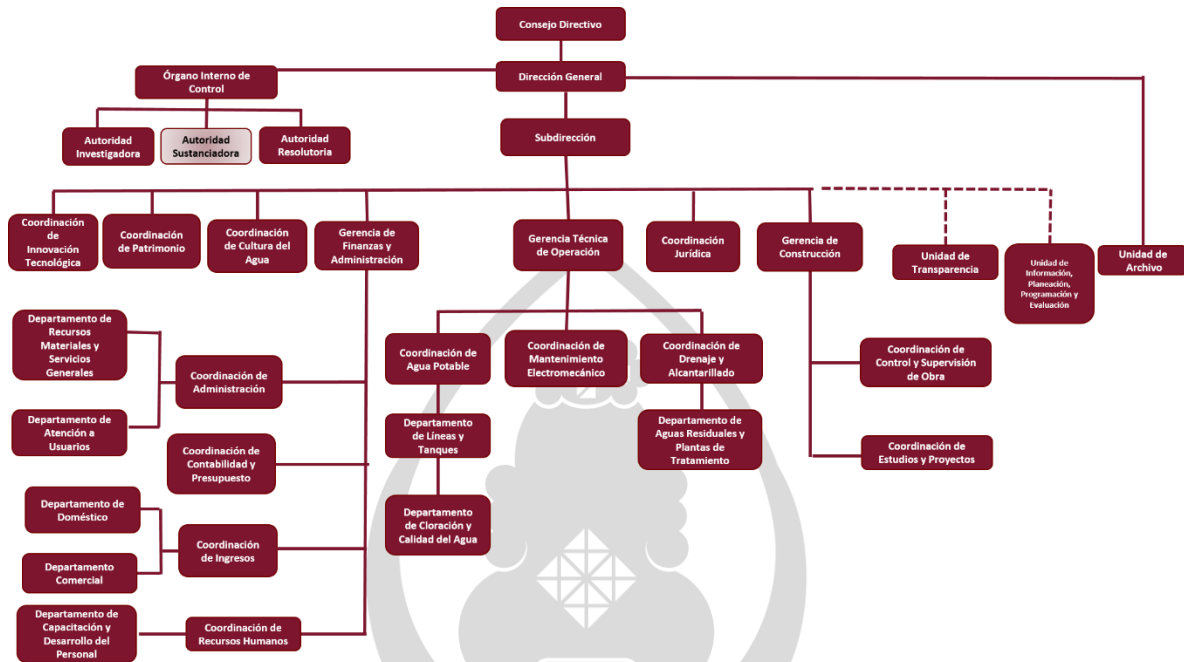 Consejo Directivo
Órgano Interno de
Control
Dirección General
Autoridad
Investigadora
Autoridad
Sustanciadora
Autoridad
Resolutoria
Subdirección
Coordinación
de
Innovación
Tecnológica
Coordinación
de Patrimonio
Coordinación
de Cultura del
Agua
Gerencia de
Finanzas y
Administración
Gerencia Técnica
de Operación
Coordinación
Jurídica
Gerencia de
Construcción
Unidad de
Transparencia
Unidad de
Información,
Planeación,
Programación y
Evaluación
Unidad de
Archivo
Departamento de
Recursos
Materiales y
Servicios
Generales
Coordinación de
Administración
Departamento de
Atención a
Usuarios
Coordinación de
Contabilidad y
Presupuesto
Departamento de
Doméstico
Coordinación
de Ingresos
Departamento
Comercial
Departamento de
Capacitación y
Desarrollo del
Personal
Coordinación de
Recursos Humanos
Coordinación de
Agua Potable
Coordinación de
Mantenimiento
Electromecánico
Coordinación de
Drenaje y
Alcantarillado
Departamento
de Líneas y
Tanques
Departamento de
Aguas Residuales y
Plantas de
Tratamiento
Departamento
de Cloración y
Calidad del Agua
Coordinación de
Control y Supervisión
de Obra
Coordinación de
Estudios y Proyectos